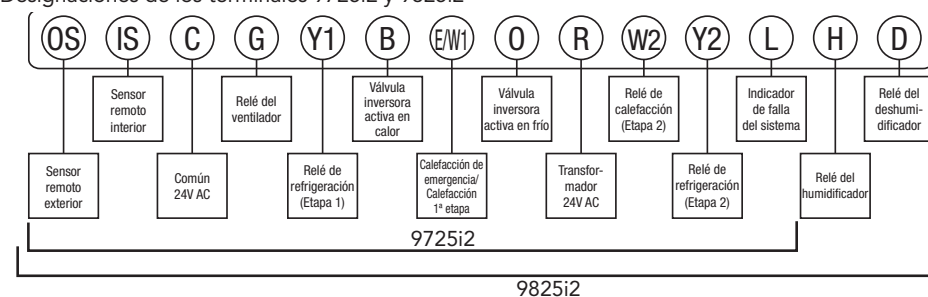 Designaciones de los terminales 9725i2 y 9825i2
OS IS C G Y1 B E/W1 O R W2 Y2 L H D
Sensor
remoto
interior
Relé del
ventilador
Válvula
inversora
activa en
calor
Válvula
inversora
activa en frío
Relé de
calefacción
(Etapa 2)
Indicador
de falla
del sistema
Relé del
deshumi-
dificador
Sensor
remoto
exterior
Común
24V AC
Relé de
refrigeración
(Etapa 1)
Calefacción de
emergencia/
Calefacción
1ª etapa
Transfor-
mador
24V AC
Relé de
refrigeración
(Etapa 2)
Relé del
humidificador
9725i2
9825i2